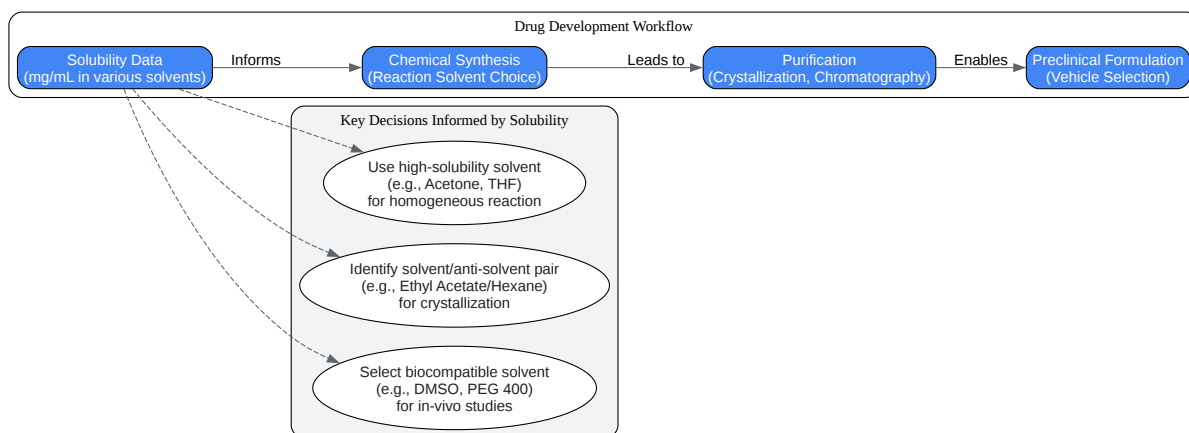 Drug Development Workflow
Solubility Data
(mg/mL in various solvents)
Informs
Chemical Synthesis
(Reaction Solvent Choice)
Leads to
Purification
(Crystallization, Chromatography)
Enables
Preclinical Formulation
(Vehicle Selection)
Key Decisions Informed by Solubility
Use high-solubility solvent
(e.g., Acetone, THF)
for homogeneous reaction
Identify solvent/anti-solvent pair
(e.g., Ethyl Acetate/Hexane)
for crystallization
Select biocompatible solvent
(e.g., DMSO, PEG 400)
for in-vivo studies